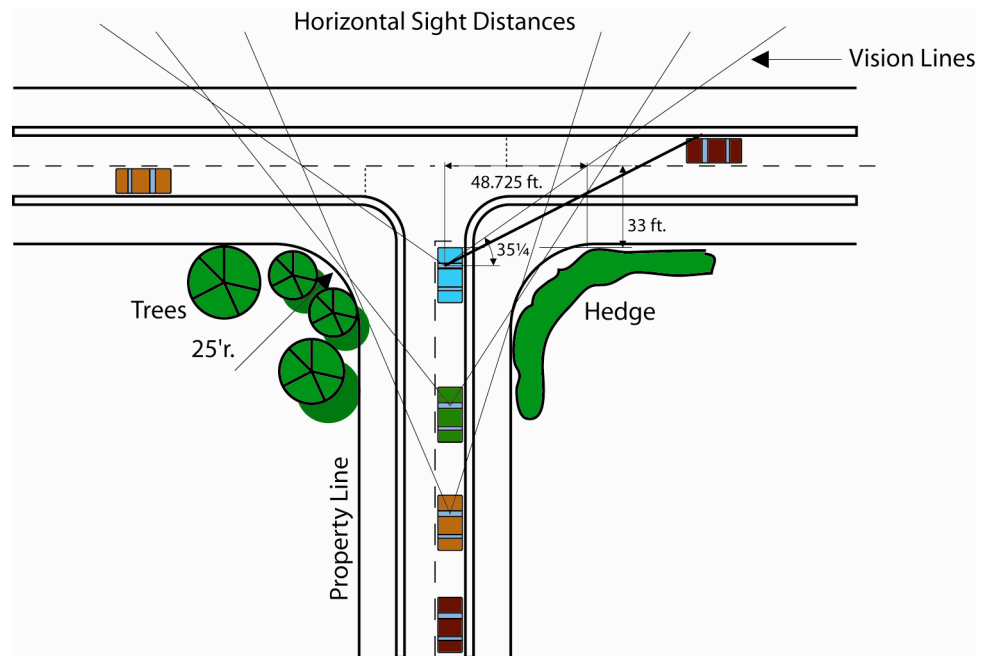 Horizontal Sight Distances
Vision Lines
48.725 ft.
33 ft.
35¼
Trees
Hedge
25'r.
Property Line